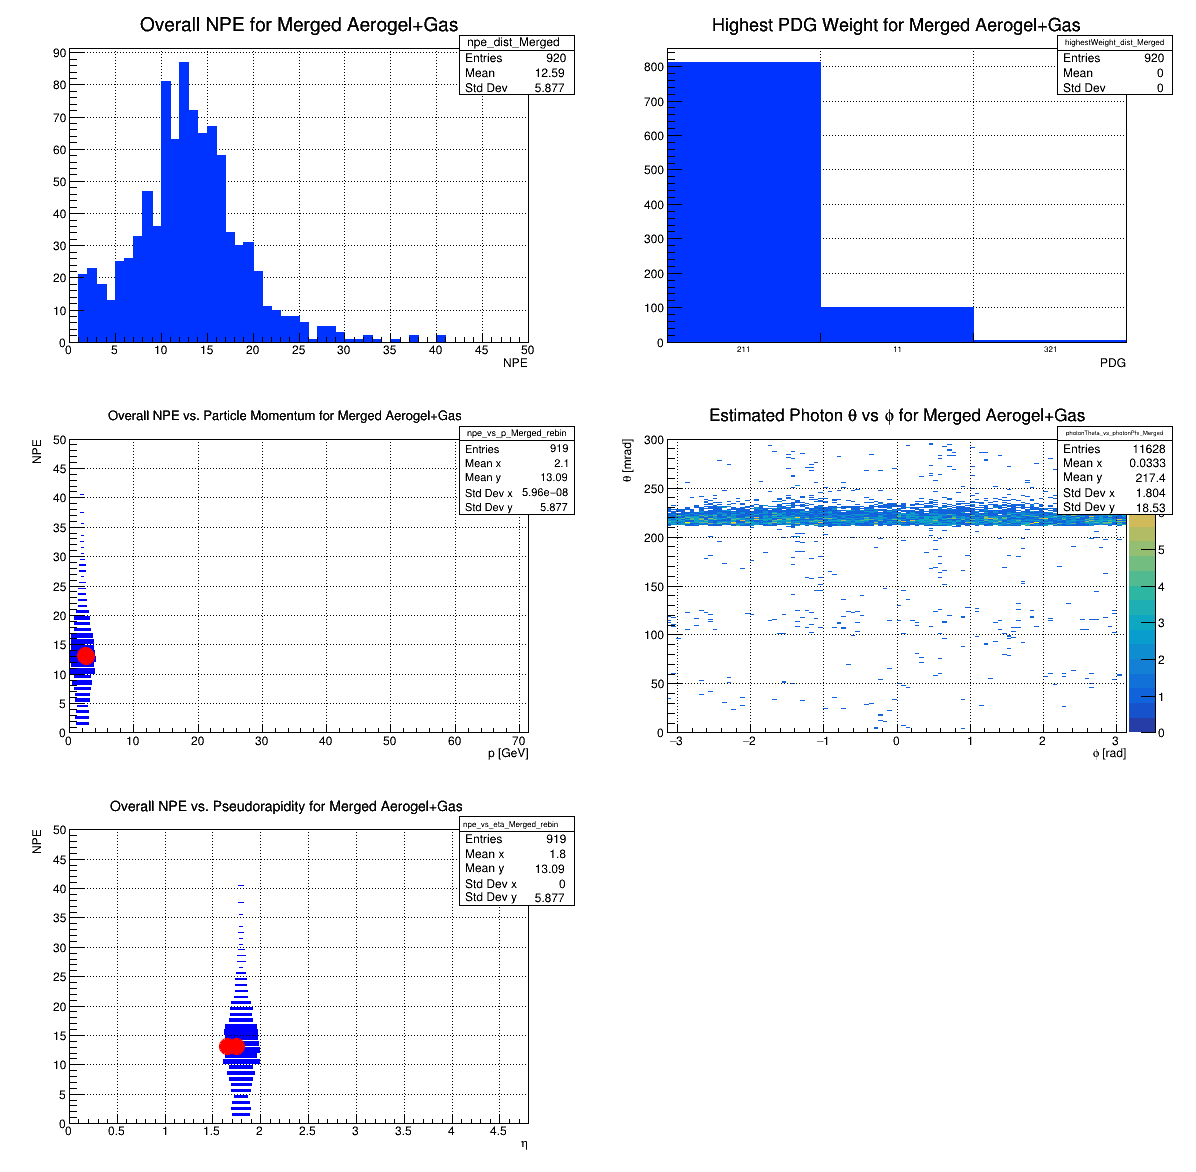 Overall NPE for Merged Aerogel+Gas
npe_dist_Merged
Entries 920
Mean 12.59
Std Dev 5.877
90
80
70
60
50
40
30
20
10
0
0 5 10 15 20 25 30 35 40 45 50
NPE
Highest PDG Weight for Merged Aerogel+Gas
highestWeight_dist_Merged
Entries 920
Mean 0
Std Dev 0
800
700
600
500
400
300
200
100
0
211 11 321
PDG
Overall NPE vs. Particle Momentum for Merged Aerogel+Gas
npe_vs_p_Merged_rebin
Entries 919
Mean x 2.1
Mean y 13.09
Std Dev x 5.96e−08
Std Dev y 5.877
NPE
50
45
40
35
30
25
20
15
10
5
0
0 10 20 30 40 50 60 70
p [GeV]
Estimated Photon θ vs ϕ for Merged Aerogel+Gas
photonTheta_vs_photonPhi_Merged
Entries 11628
Mean x 0.0333
Mean y 217.4
Std Dev x 1.804
Std Dev y 18.53
θ [mrad]
300
250
200
150
100
50
0
−3 −2 −1 0 1 2 3
ϕ [rad]
5
4
3
2
1
0
Overall NPE vs. Pseudorapidity for Merged Aerogel+Gas
npe_vs_eta_Merged_rebin
Entries 919
Mean x 1.8
Mean y 13.09
Std Dev x 0
Std Dev y 5.877
NPE
50
45
40
35
30
25
20
15
10
5
0
0 0.5 1 1.5 2 2.5 3 3.5 4 4.5
η